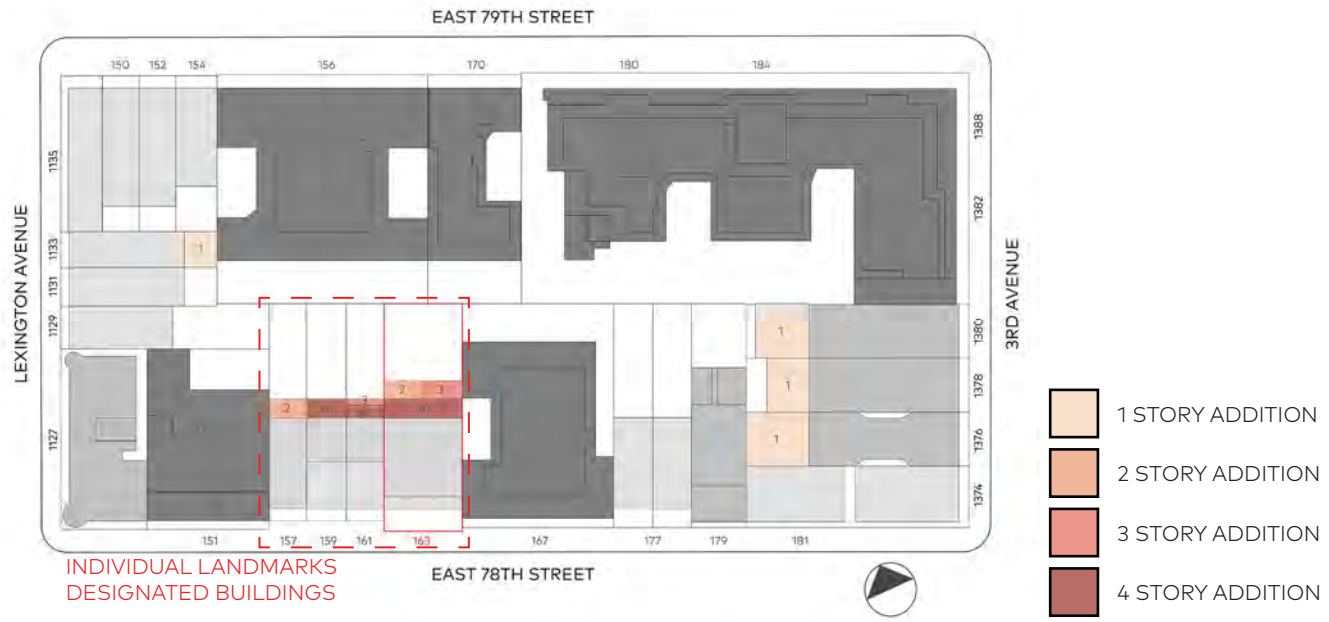 EAST 79TH STREET
150 152 154 156 170 180 184
1135
1133
1131
1129
1127
LEXINGTON AVENUE
1388
1382
1380
1378
1376
1374
3RD AVENUE
1
1
1
1
2 3
3
2
151 157 159 161 163 167 177 179 181
INDIVIDUAL LANDMARKS
DESIGNATED BUILDINGS
EAST 78TH STREET
1 STORY ADDITION
2 STORY ADDITION
3 STORY ADDITION
4 STORY ADDITION